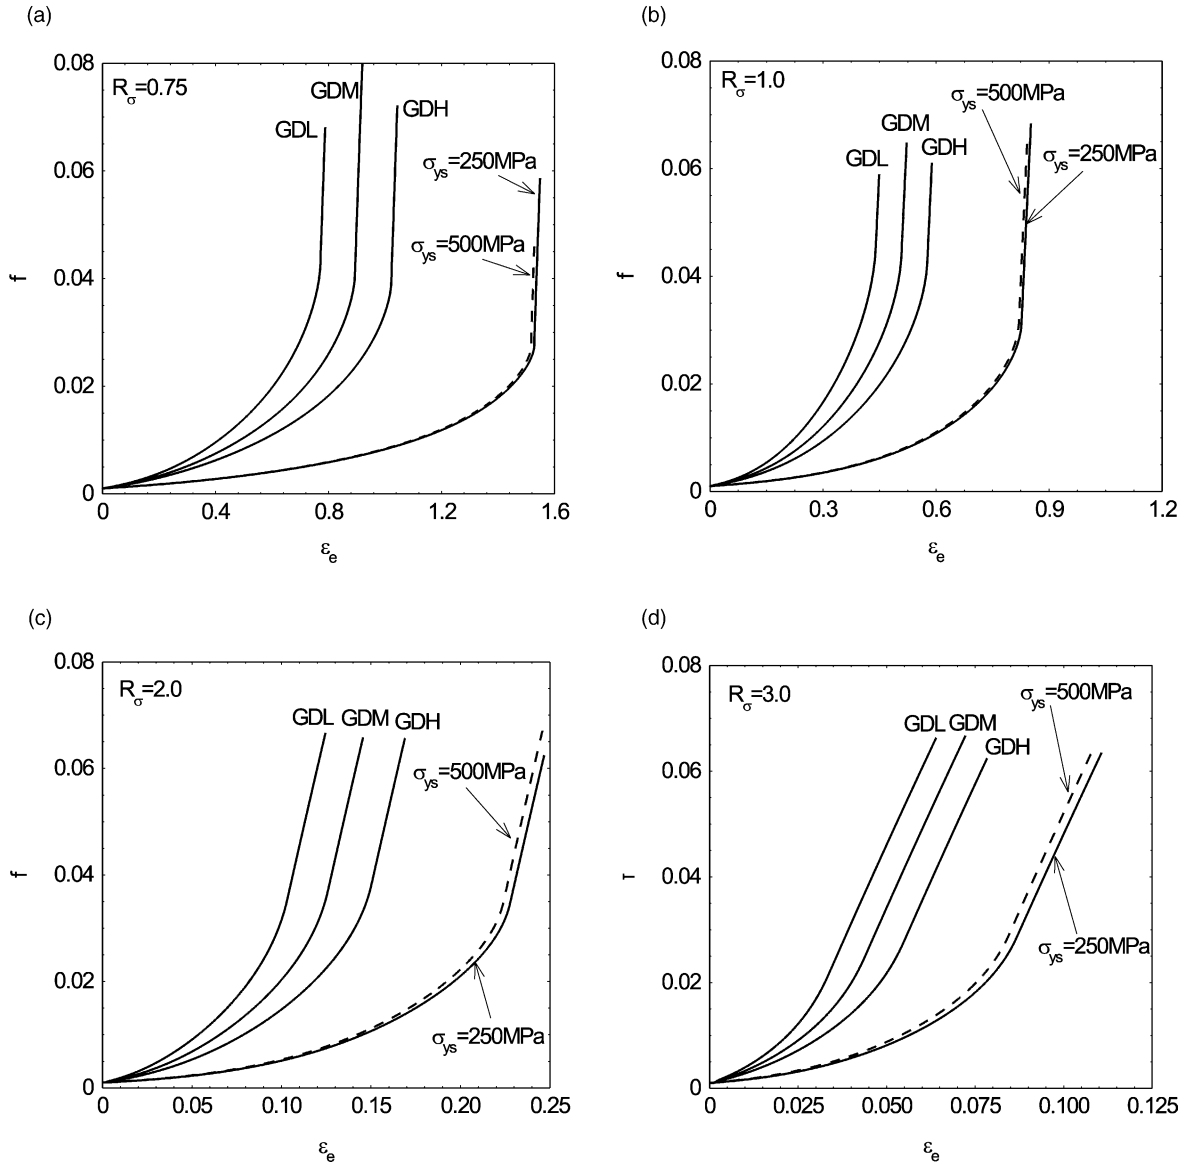 (a)
R_σ=0.75
GDL
GDM
GDH
σ_ys=250MPa
σ_ys=500MPa
0.08
0.06
0.04
0.02
0
f
0
0.4
0.8
1.2
1.6
ε_e
(b)
R_σ=1.0
GDL
GDM
GDH
σ_ys=500MPa
σ_ys=250MPa
0.08
0.06
0.04
0.02
0
f
0
0.3
0.6
0.9
1.2
ε_e
(c)
R_σ=2.0
GDL
GDM
GDH
σ_ys=500MPa
σ_ys=250MPa
0.08
0.06
0.04
0.02
0
f
0
0.05
0.10
0.15
0.20
0.25
ε_e
(d)
R_σ=3.0
GDL
GDM
GDH
σ_ys=500MPa
σ_ys=250MPa
0.08
0.06
0.04
0.02
0
0
0.025
0.050
0.075
0.100
0.125
ε_e